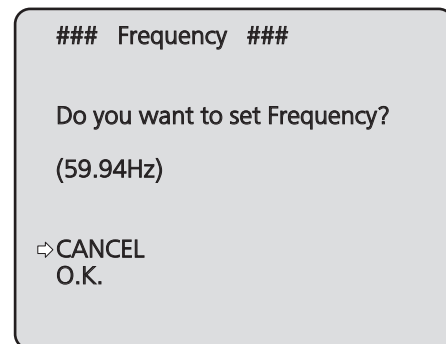 ### Frequency ###
Do you want to set Frequency?
(59.94Hz)
⇨CANCEL
O.K.